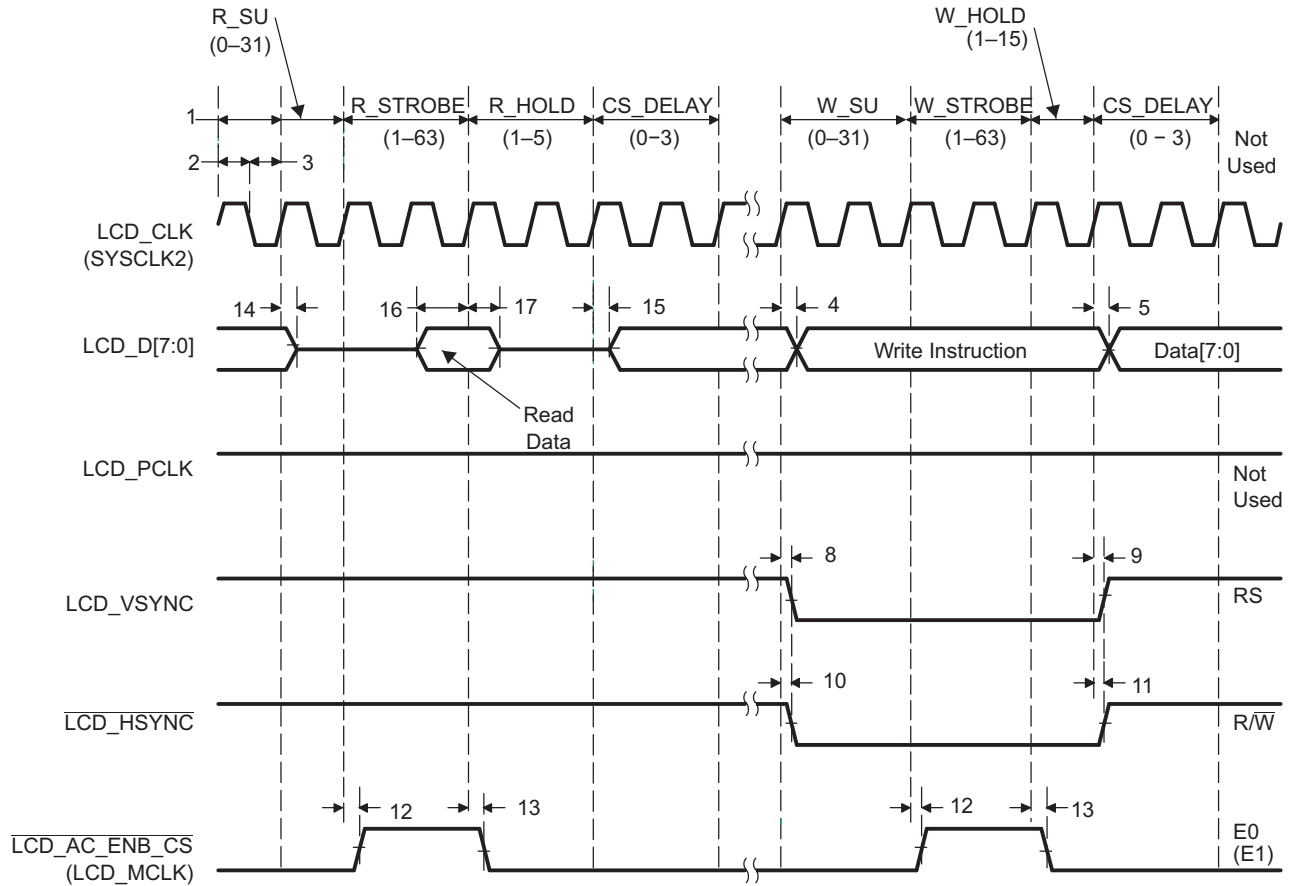 R_SU
(0–31)
W_HOLD
(1–15)
1
R_STROBE
(1–63)
R_HOLD
(1–5)
CS_DELAY
(0–3)
W_SU
(0–31)
W_STROBE
(1–63)
CS_DELAY
(0 – 3)
Not
Used
2
3
LCD_CLK
(SYSCLK2)
14
16
17
15
4
5
LCD_D[7:0]
Write Instruction
Data[7:0]
Read
Data
LCD_PCLK
Not
Used
8
9
LCD_VSYNC
RS
10
11
LCD_HSYNC
R/W
12
13
12
13
LCD_AC_ENB_CS
(LCD_MCLK)
E0
(E1)